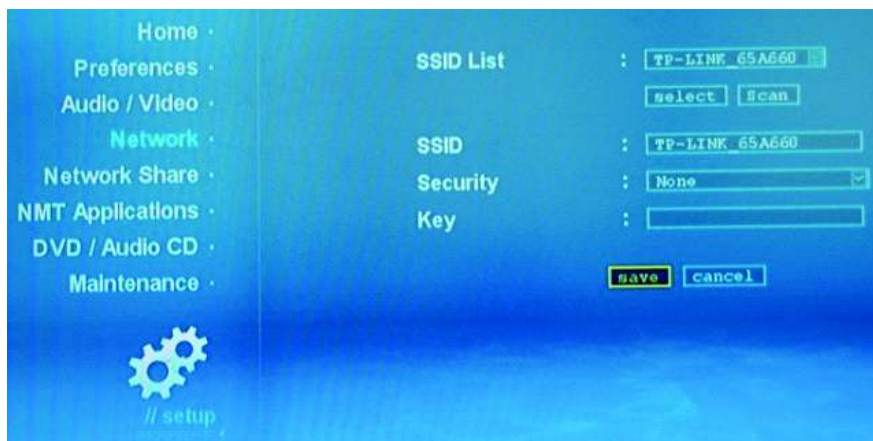 Home
Preferences
Audio / Video
Network
Network Share
NMT Applications
DVD / Audio CD
Maintenance
// setup
SSID List : TP-LINK_65A660
select Scan
SSID : TP-LINK_65A660
Security : None
Key :
save cancel